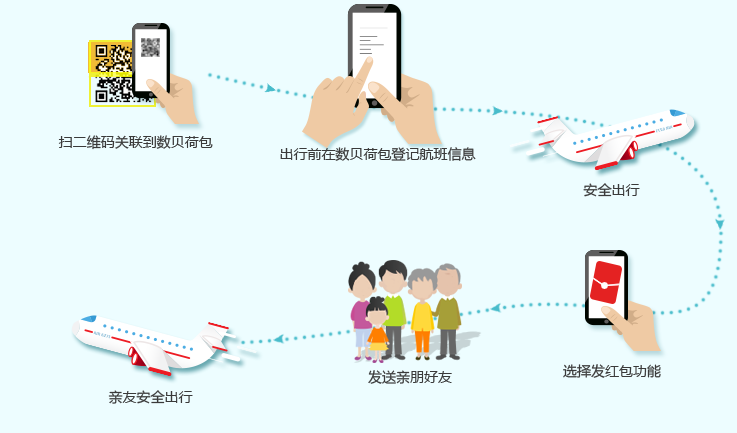 扫二维码关联到数贝荷包
出行前在数贝荷包登记航班信息
安全出行
选择发红包功能
发送亲朋好友
亲友安全出行